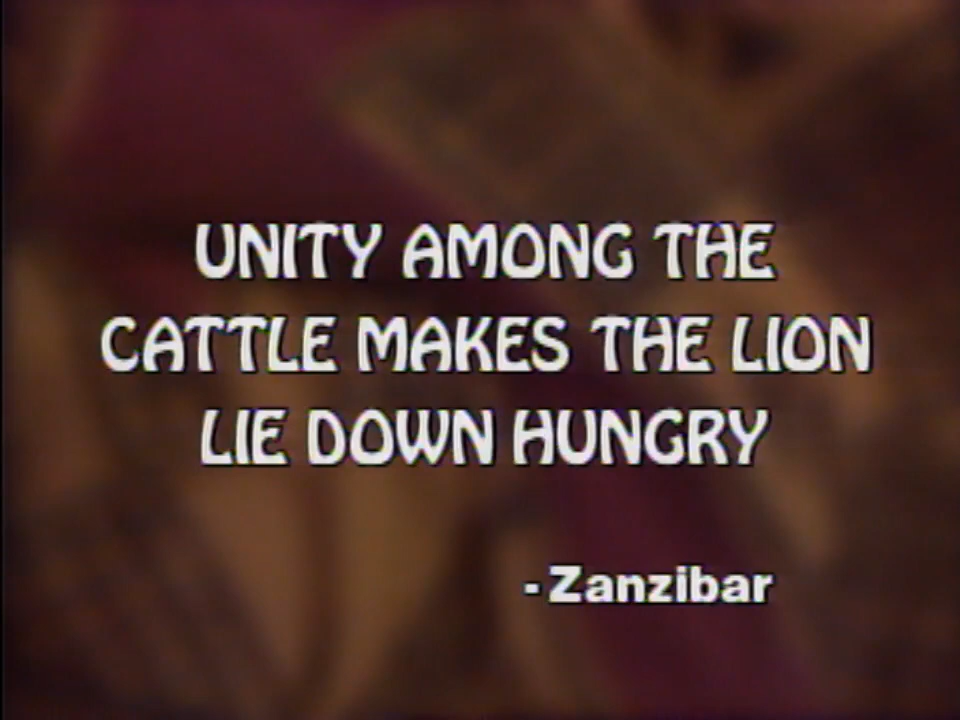 UNITY AMONG THE
CATTLE MAKES THE LION
LIE DOWN HUNGRY
- Zanzibar